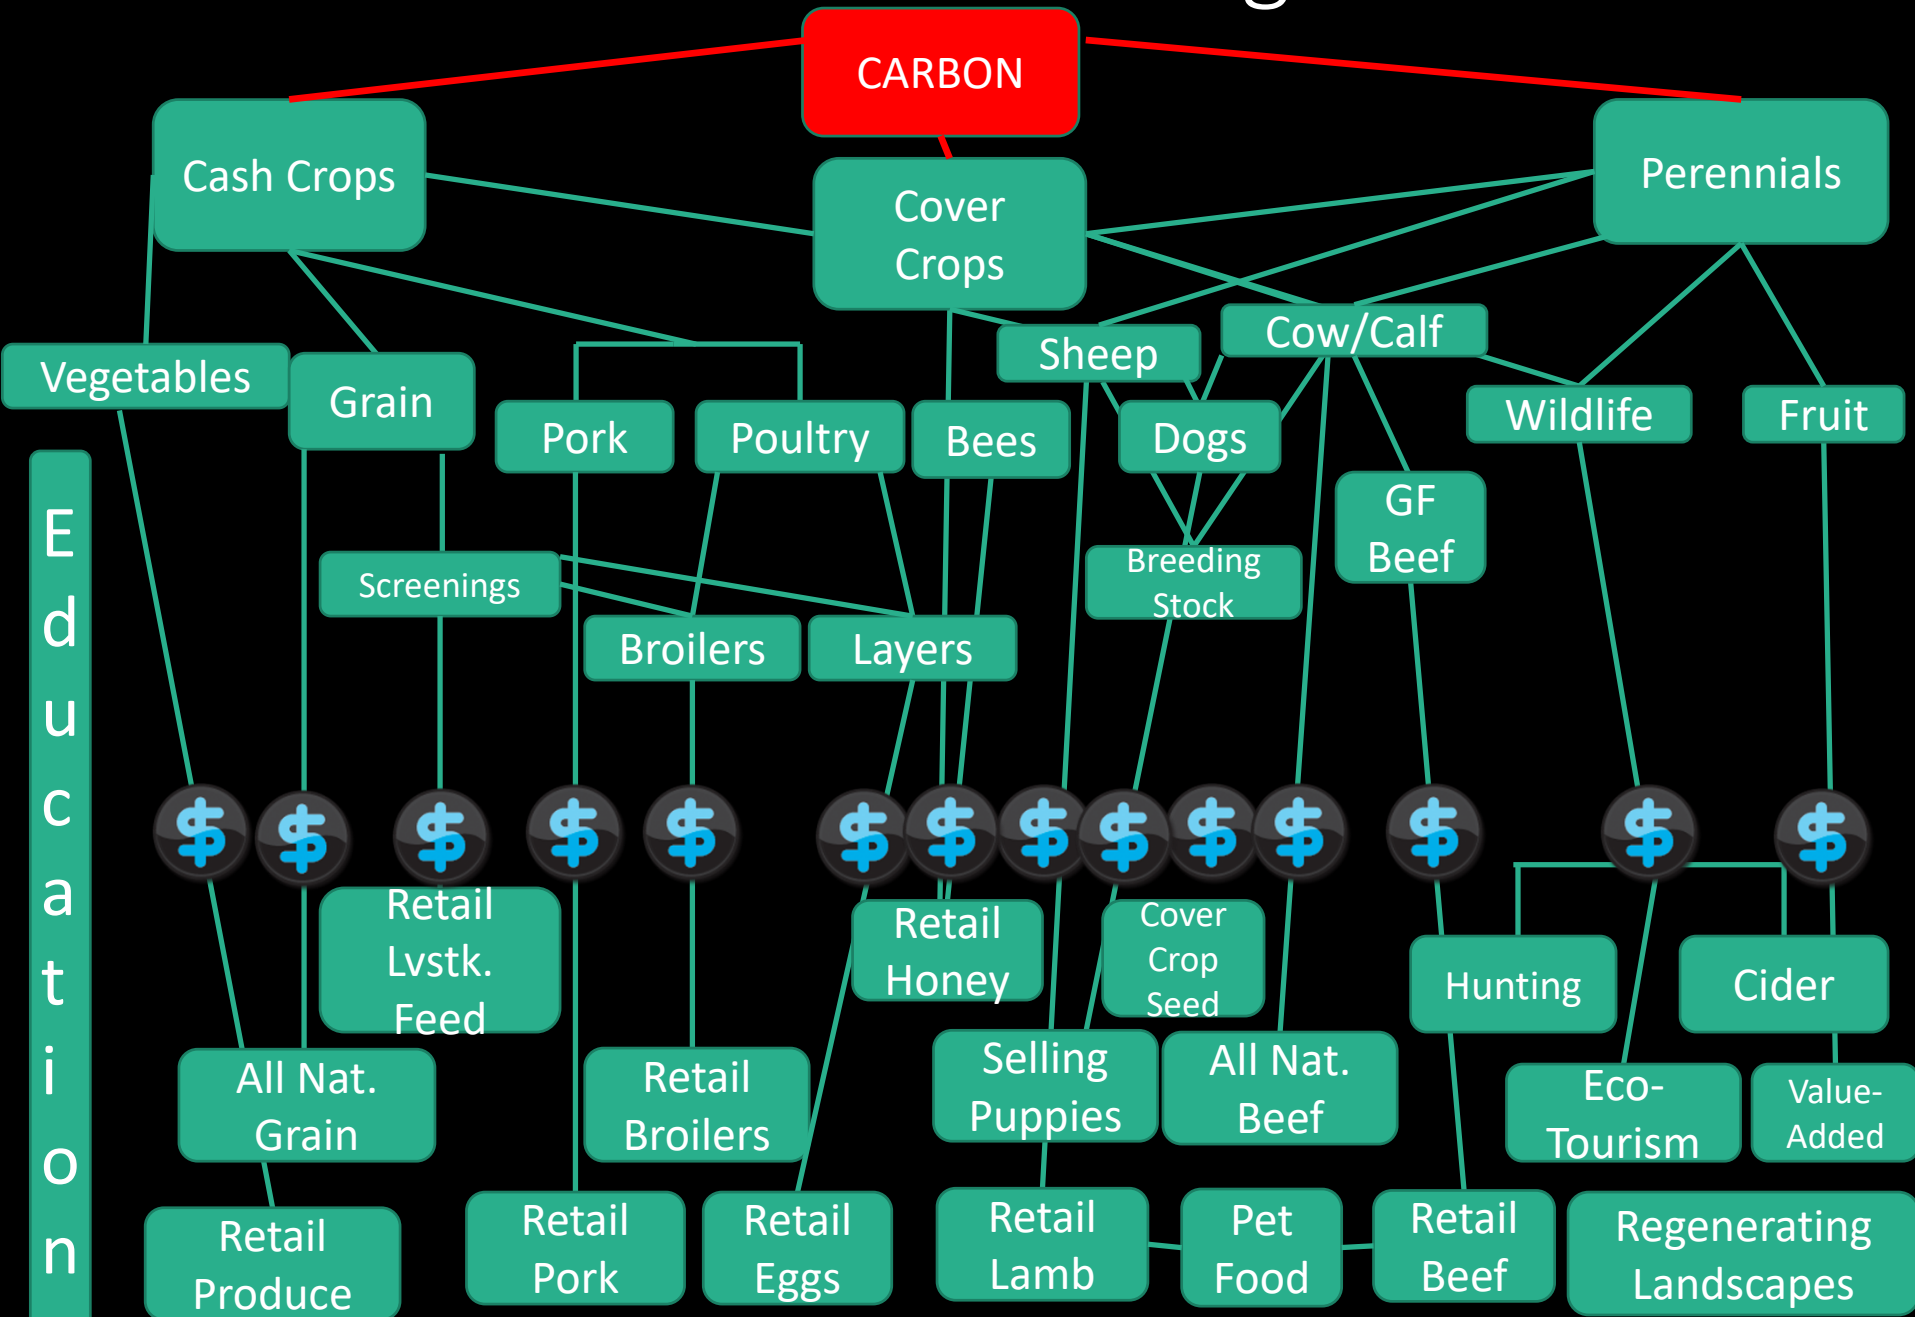 g
CARBON
Cash Crops
Cover
Crops
Perennials
Vegetables
Grain
Pork
Poultry
Bees
Sheep
Cow/Calf
Dogs
Wildlife
Fruit
GF
Beef
Screenings
Breeding
Stock
Broilers
Layers
Education
$
$
$
$
$
$
$
$
$
$
$
$
$
$
Retail
Lvstk.
Feed
Retail
Honey
Cover
Crop
Seed
Hunting
Cider
All Nat.
Grain
Retail
Broilers
Selling
Puppies
All Nat.
Beef
Eco-
Tourism
Value-
Added
Retail
Produce
Retail
Pork
Retail
Eggs
Retail
Lamb
Pet
Food
Retail
Beef
Regenerating
Landscapes